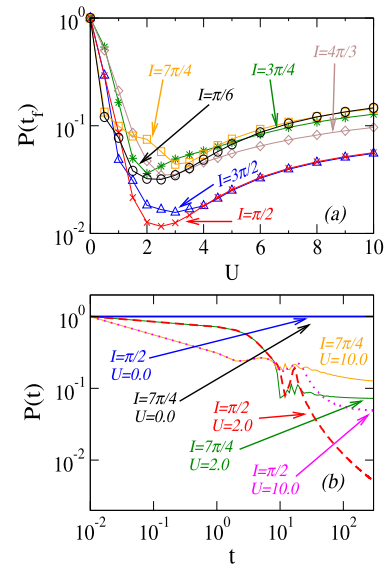 10^0
I=7π/4
I=4π/3
I=3π/4
I=π/6
P(t_f)
10^-1
I=3π/2
I=π/2
(a)
10^-2
0 2 4 6 8 10
U
10^0
I=π/2
U=0.0
I=7π/4
U=10.0
I=7π/4
U=0.0
P(t)
10^-1
I=π/2
U=2.0
I=7π/4
U=2.0
I=π/2
U=10.0
10^-2
(b)
10^-2 10^0 10^1 10^2
10^-1
t